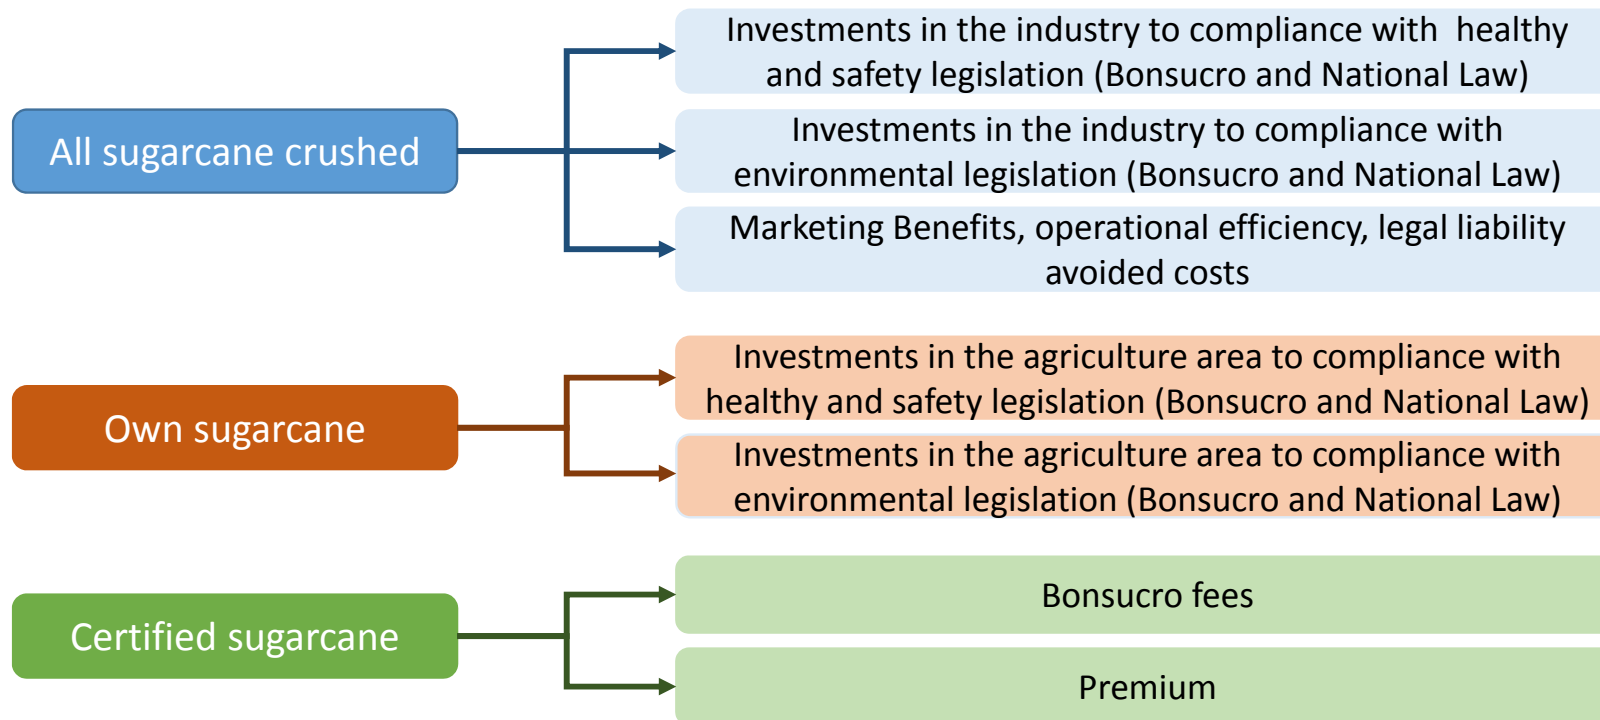 All sugarcane crushed
Investments in the industry to compliance with  healthy
and safety legislation (Bonsucro and National Law)
Investments in the industry to compliance with
environmental legislation (Bonsucro and National Law)
Marketing Benefits, operational efficiency, legal liability
avoided costs
Own sugarcane
Investments in the agriculture area to compliance with
healthy and safety legislation (Bonsucro and National Law)
Investments in the agriculture area to compliance with
environmental legislation (Bonsucro and National Law)
Certified sugarcane
Bonsucro fees
Premium